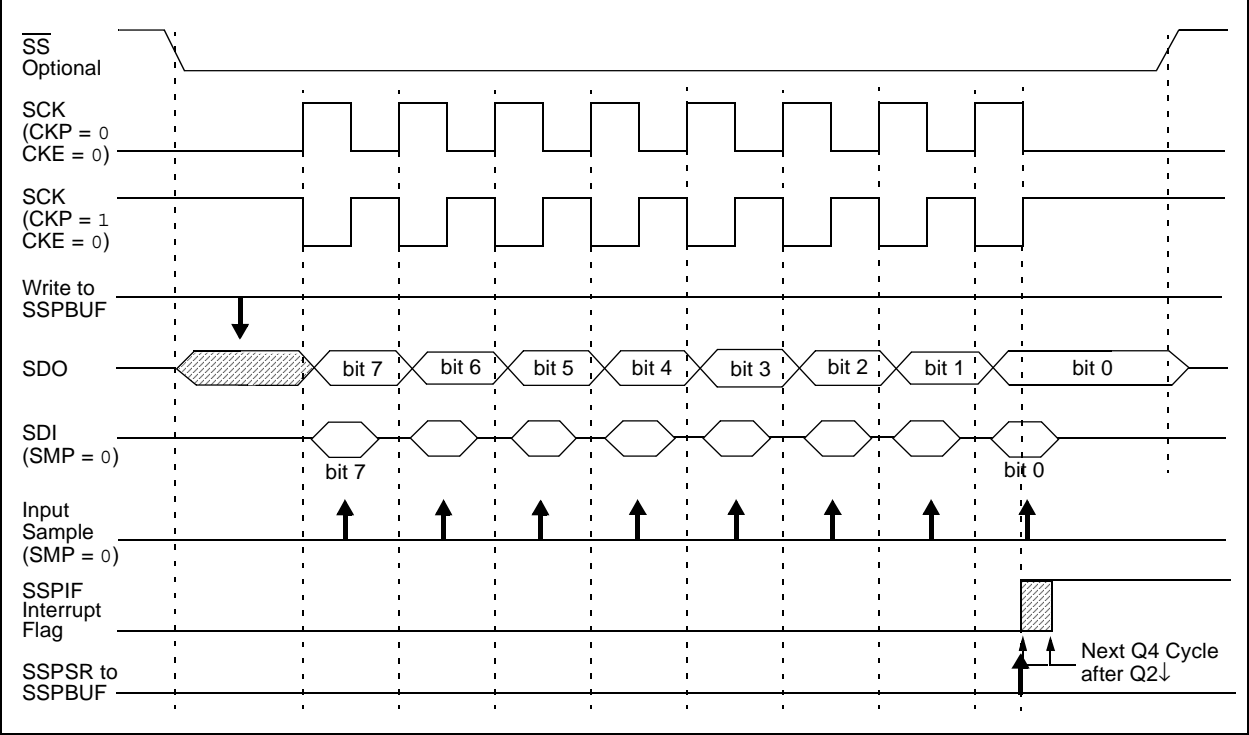 SS
Optional
SCK
(CKP = 0
CKE = 0)
SCK
(CKP = 1
CKE = 0)
Write to
SSPBUF
SDO
bit 7
bit 6
bit 5
bit 4
bit 3
bit 2
bit 1
bit 0
SDI
(SMP = 0)
bit 7
bit 0
Input
Sample
(SMP = 0)
SSPIF
Interrupt
Flag
Next Q4 Cycle
after Q2↓
SSPSR to
SSPBUF